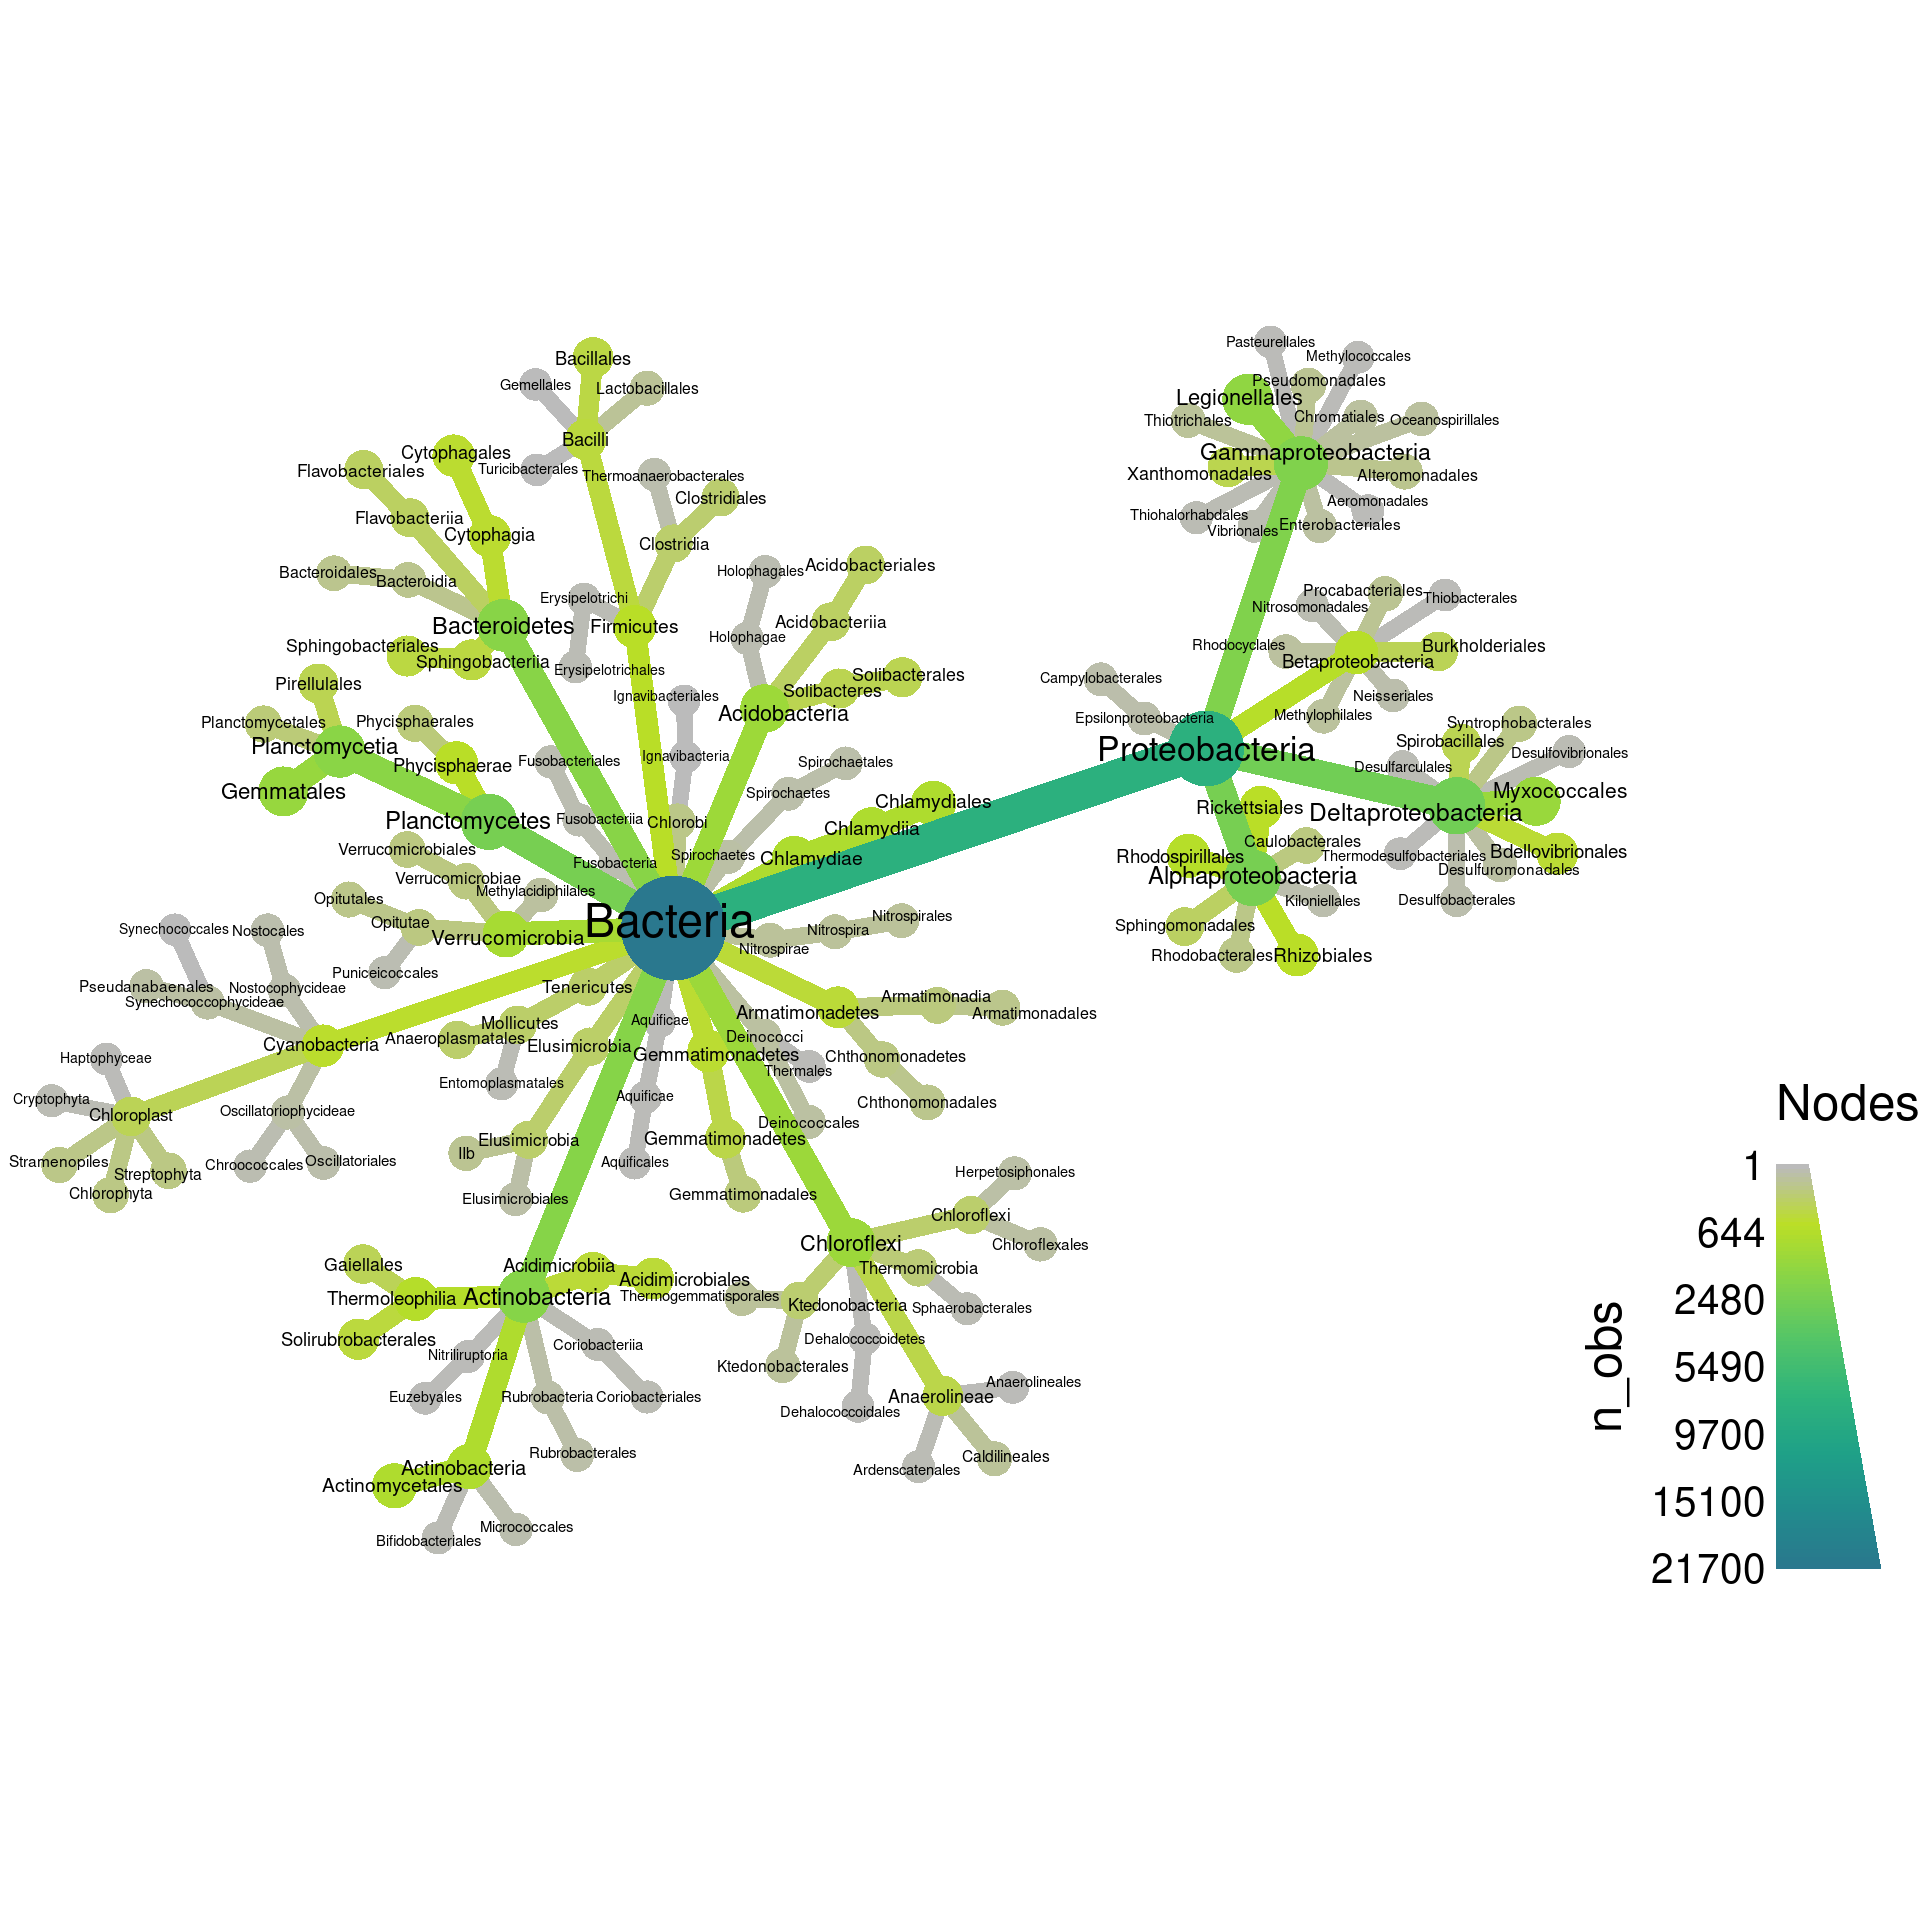 Pasteurellales
Methylococcales
Bacillales
Pseudomonadales
Gemellales
Lactobacillales
Legionellales
Thiotrichales
Chromatiales
Oceanospirillales
Bacilli
Cytophagales
Gammaproteobacteria
Flavobacteriales
Turicibacterales
Thermoanaerobacterales
Xanthomonadales
Alteromonadales
Clostridiales
Aeromonadales
Flavobacteriia
Thiohalorhabdales
Vibrionales
Enterobacteriales
Cytophagia
Clostridia
Bacteroidales
Bacteroidia
Holophagales
Acidobacteriales
Procabacteriales
Erysipelotrichi
Nitrosomonadales
Thiobacterales
Bacteroidetes
Firmicutes
Acidobacteriia
Holophagae
Sphingobacteriales
Sphingobacteriia
Rhodocyclales
Burkholderiales
Betaproteobacteria
Erysipelotrichales
Pirellulales
Solibacterales
Solibacteres
Campylobacterales
Ignavibacteriales
Neisseriales
Planctomycetales
Phycisphaerales
Acidobacteria
Epsilonproteobacteria
Methylophilales
Syntrophobacterales
Planctomycetia
Spirobacillales
Proteobacteria
Desulfovibrionales
Phycisphaerae
Fusobacteriales
Ignavibacteria
Spirochaetales
Desulfarculales
Gemmatales
Spirochaetes
Myxococcales
Planctomycetes
Fusobacteriia
Chlorobi
Chlamydiales
Rickettsiales
Deltaproteobacteria
Chlamydiia
Caulobacterales
Verrucomicrobiales
Fusobacteria
Spirochaetes
Chlamydiae
Rhodospirillales
Thermodesulfobacteriales
Bdellovibrionales
Verrucomicrobiae
Methylacidiphilales
Alphaproteobacteria
Desulfuromonadales
Opitutales
Kiloniellales
Desulfobacterales
Opitutae
Bacteria
Nitrospirales
Synechococcales
Nostocales
Verrucomicrobia
Nitrospira
Nitrospirae
Sphingomonadales
Puniceicoccales
Rhodobacterales
Rhizobiales
Pseudanabaenales
Nostocophycideae
Tenericutes
Synechococcophycideae
Armatimonadia
Mollicutes
Aquificae
Armatimonadetes
Armatimonadales
Cyanobacteria
Anaeroplasmatales
Elusimicrobia
Deinococci
Haptophyceae
Gemmatimonadetes
Chthonomonadetes
Thermales
Entomoplasmatales
Cryptophyta
Aquificae
Chthonomonadales
Chloroplast
Oscillatoriophycideae
Deinococcales
Elusimicrobia
Gemmatimonadetes
IIb
Stramenopiles
Streptophyta
Chroococcales
Oscillatoriales
Aquificales
Herpetosiphonales
Chlorophyta
Elusimicrobiales
Gemmatimonadales
Chloroflexi
Chloroflexi
Chloroflexales
Gaiellales
Acidimicrobiia
Thermomicrobia
Acidimicrobiales
Thermoleophilia
Actinobacteria
Thermogemmatisporales
Ktedonobacteria
Sphaerobacterales
Solirubrobacterales
Nitriliruptoria
Coriobacteriia
Dehalococcoidetes
Ktedonobacterales
Euzebyales
Rubrobacteria
Coriobacteriales
Anaerolineales
Anaerolineae
Dehalococcoidales
Rubrobacterales
Caldilineales
Actinobacteria
Ardenscatenales
Actinomycetales
Bifidobacteriales
Micrococcales
Nodes
1
644
2480
5490
9700
15100
21700
n_obs